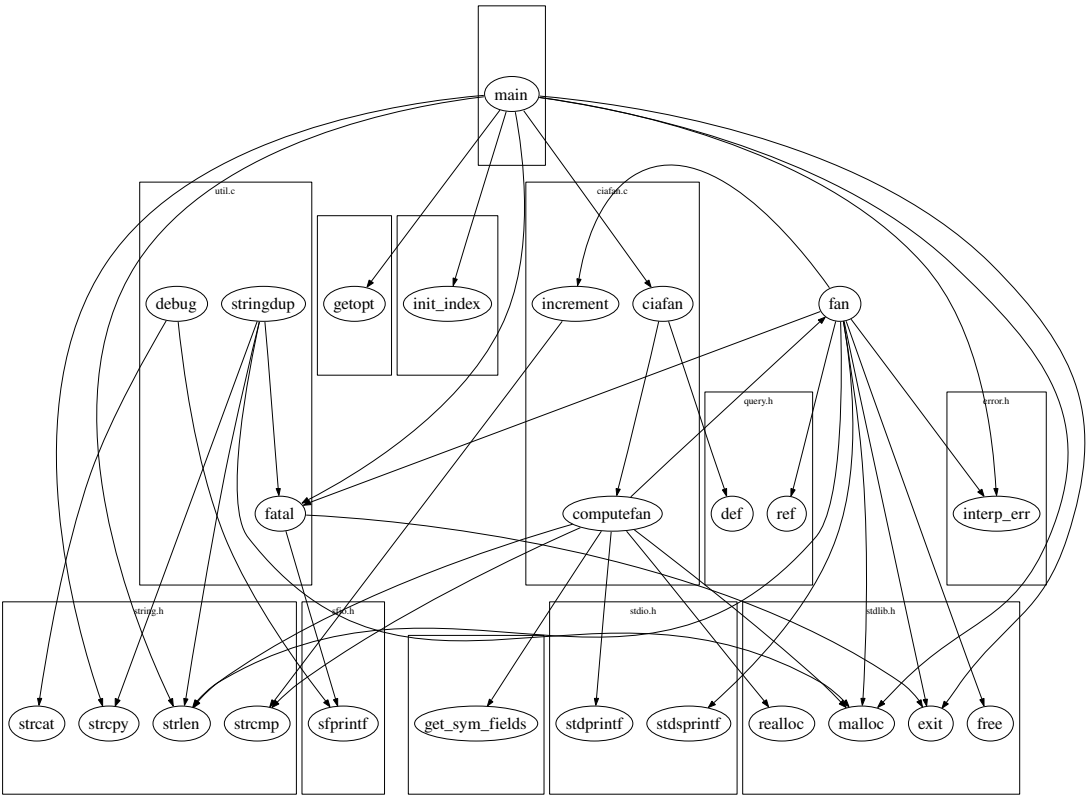 main
util.c
ciafan.c
debug
stringdup
getopt
init_index
increment
ciafan
fan
query.h
error.h
fatal
computefan
def
ref
interp_err
string.h
sfio.h
stdio.h
stdlib.h
strcat
strcpy
strlen
strcmp
sfprintf
get_sym_fields
stdprintf
stdsprintf
realloc
malloc
exit
free